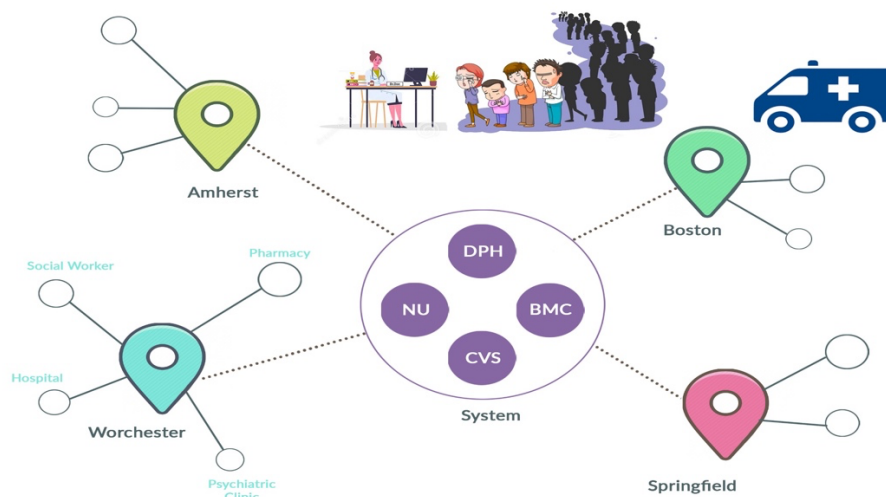 Amherst
Boston
Social Worker
Pharmacy
DPH
NU
BMC
CVS
Hospital
System
Worchester
Springfield
Psychiatric
Clinic